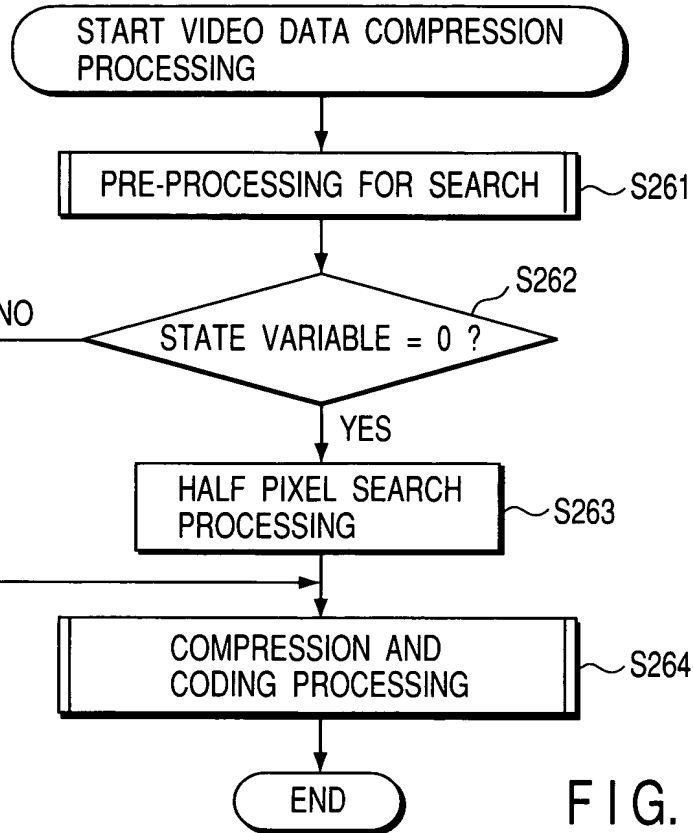 START VIDEO DATA COMPRESSION
PROCESSING
PRE-PROCESSING FOR SEARCH
S261
S262
NO
STATE VARIABLE = 0 ?
YES
HALF PIXEL SEARCH
PROCESSING
S263
COMPRESSION AND
CODING PROCESSING
S264
END
FIG.